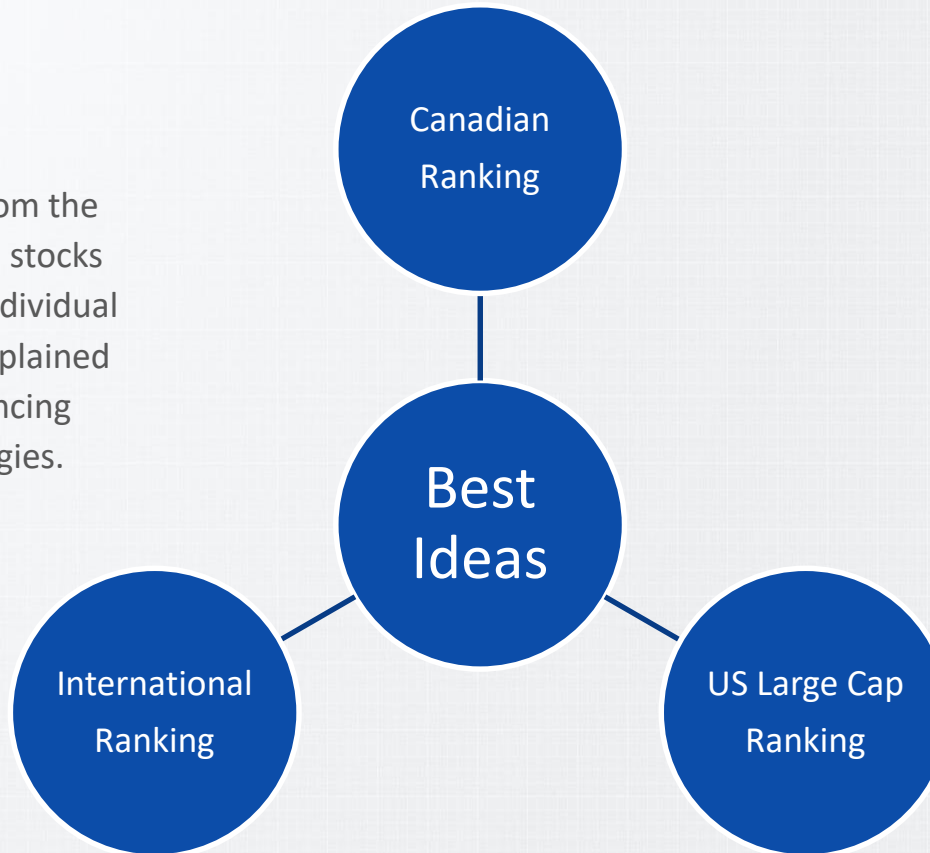 Canadian
Ranking
om the
stocks
dividual
plained
ncing
gies.
Best
Ideas
International
Ranking
US Large Cap
Ranking